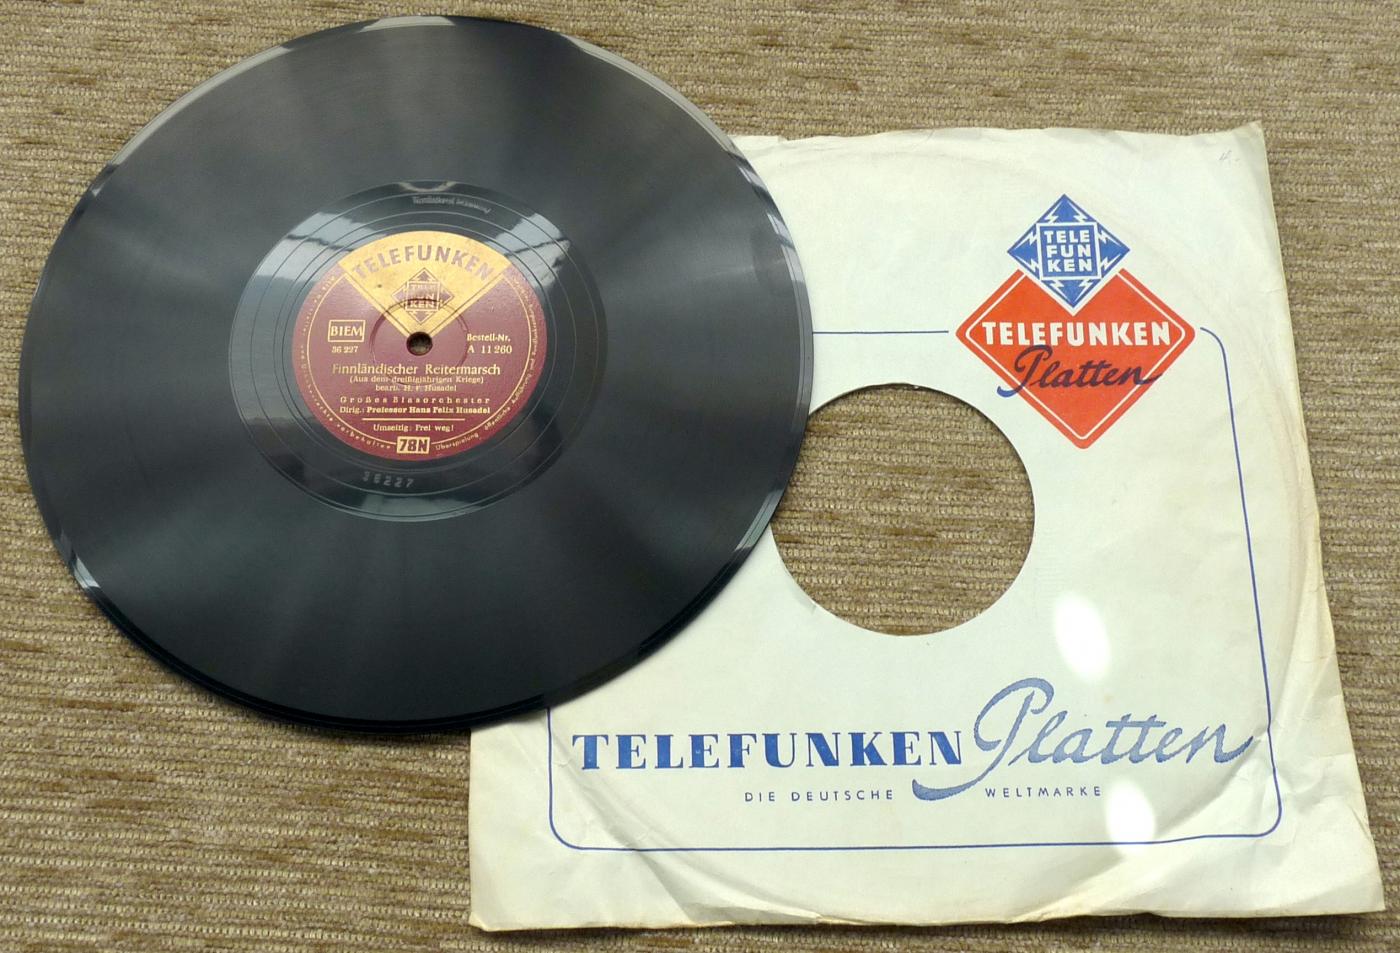 TELEFUNKEN
TELE
FUN
KEN
BIEM
36 227
Bestell-Nr.
A 11 260
Finnländischer Reitermarsch
(Aus dem dreißigjährigen Kriege)
bearb. H. F. Husadel
Großes Blasorchester
Dirig.: Professor Hans Felix Husadel
Umseitig: Frei weg!
78N
36227
TELE
FUN
KEN
TELEFUNKEN
Platten
TELEFUNKEN Platten
DIE DEUTSCHE WELTMARKE